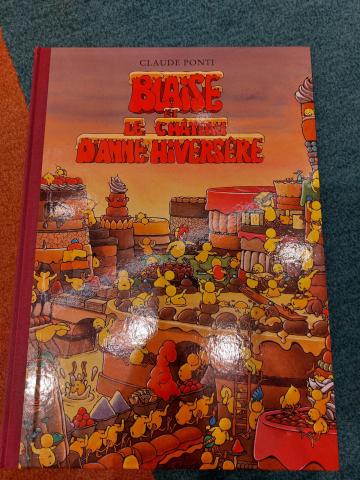 CLAUDE PONTI
BLAISE
ET
LE CHÂTEAU
D'ANNE HIVERSÈRE